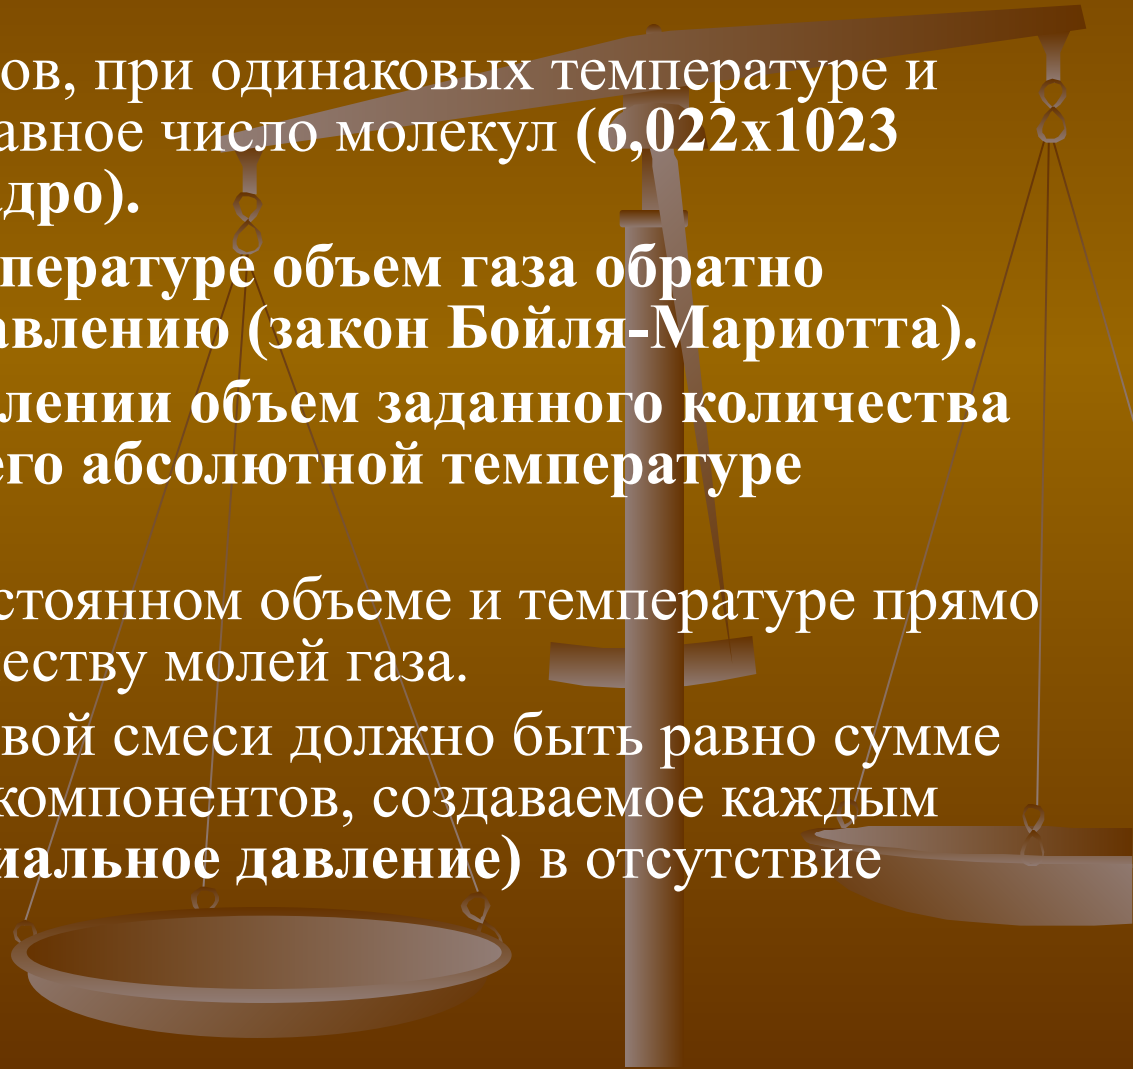 ов, при одинаковых температуре и
авное число молекул (6,022х1023
адро).
пературе объем газа обратно
авлению (закон Бойля-Мариотта).
лении объем заданного количества
его абсолютной температуре
стоянном объеме и температуре прямо
еству молей газа.
вой смеси должно быть равно сумме
компонентов, создаваемое каждым
иальное давление) в отсутствие